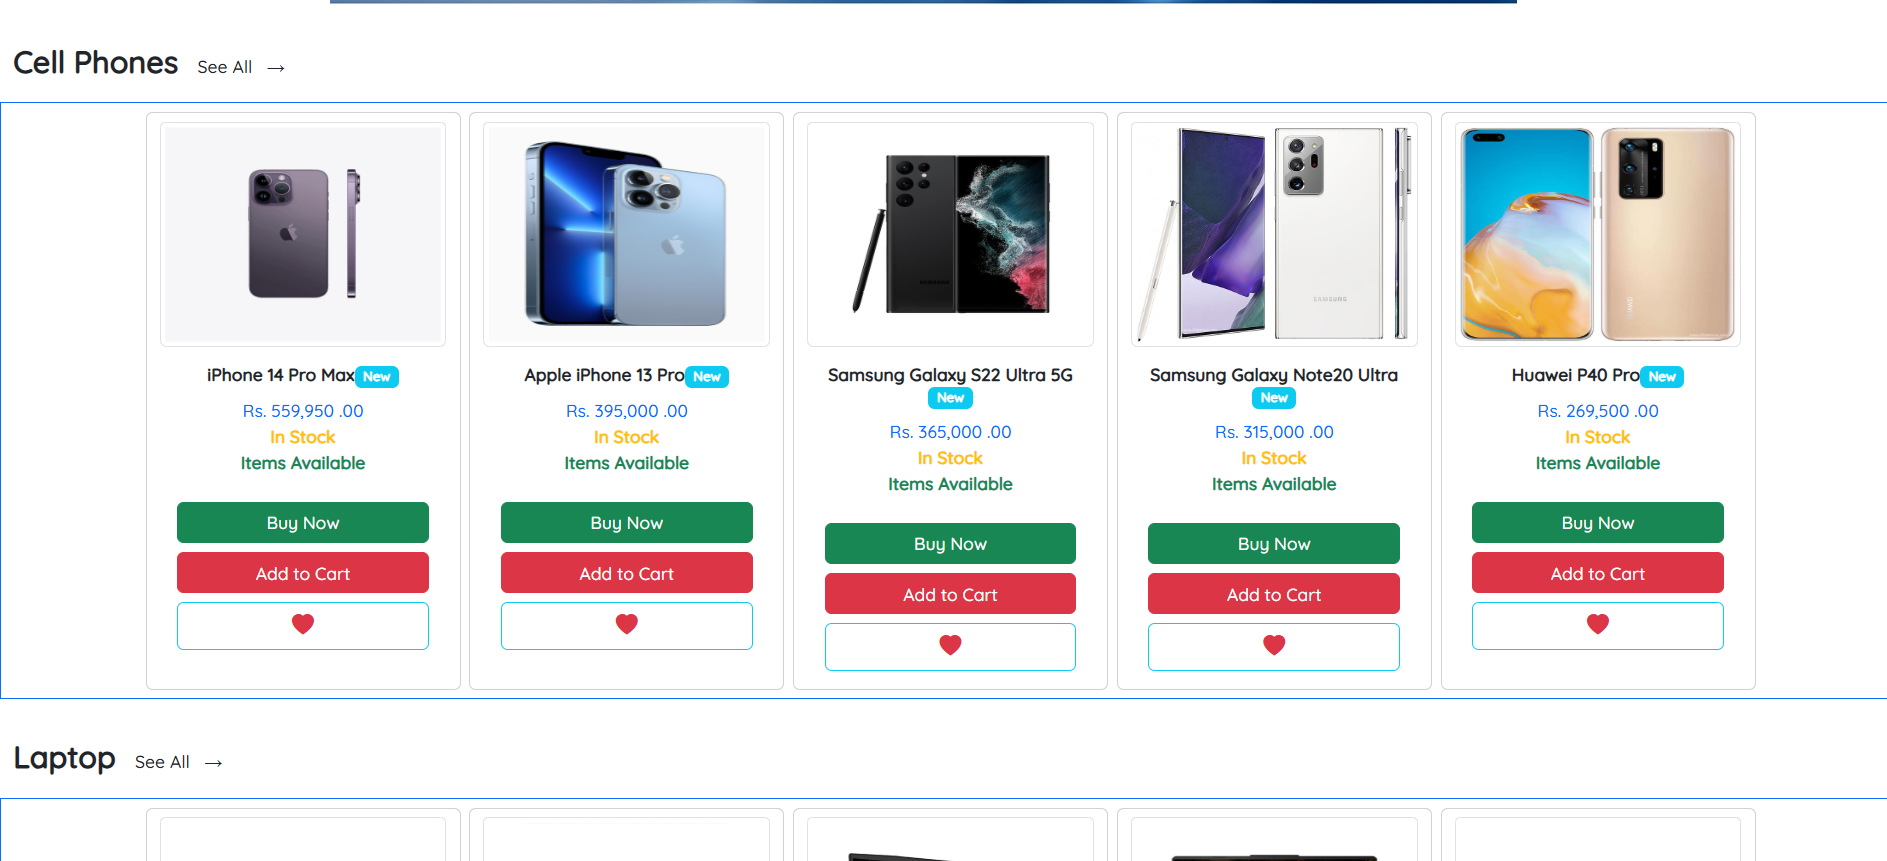 Cell Phones See All →
iPhone 14 Pro Max New
Rs. 559,950 .00
In Stock
Items Available
Buy Now
Add to Cart
Apple iPhone 13 Pro New
Rs. 395,000 .00
In Stock
Items Available
Buy Now
Add to Cart
SAMSUNG
Samsung Galaxy S22 Ultra 5G
New
Rs. 365,000 .00
In Stock
Items Available
Buy Now
Add to Cart
SAMSUNG
Samsung Galaxy Note20 Ultra
New
Rs. 315,000 .00
In Stock
Items Available
Buy Now
Add to Cart
HUAWEI
Huawei P40 Pro New
Rs. 269,500 .00
In Stock
Items Available
Buy Now
Add to Cart
Laptop See All →